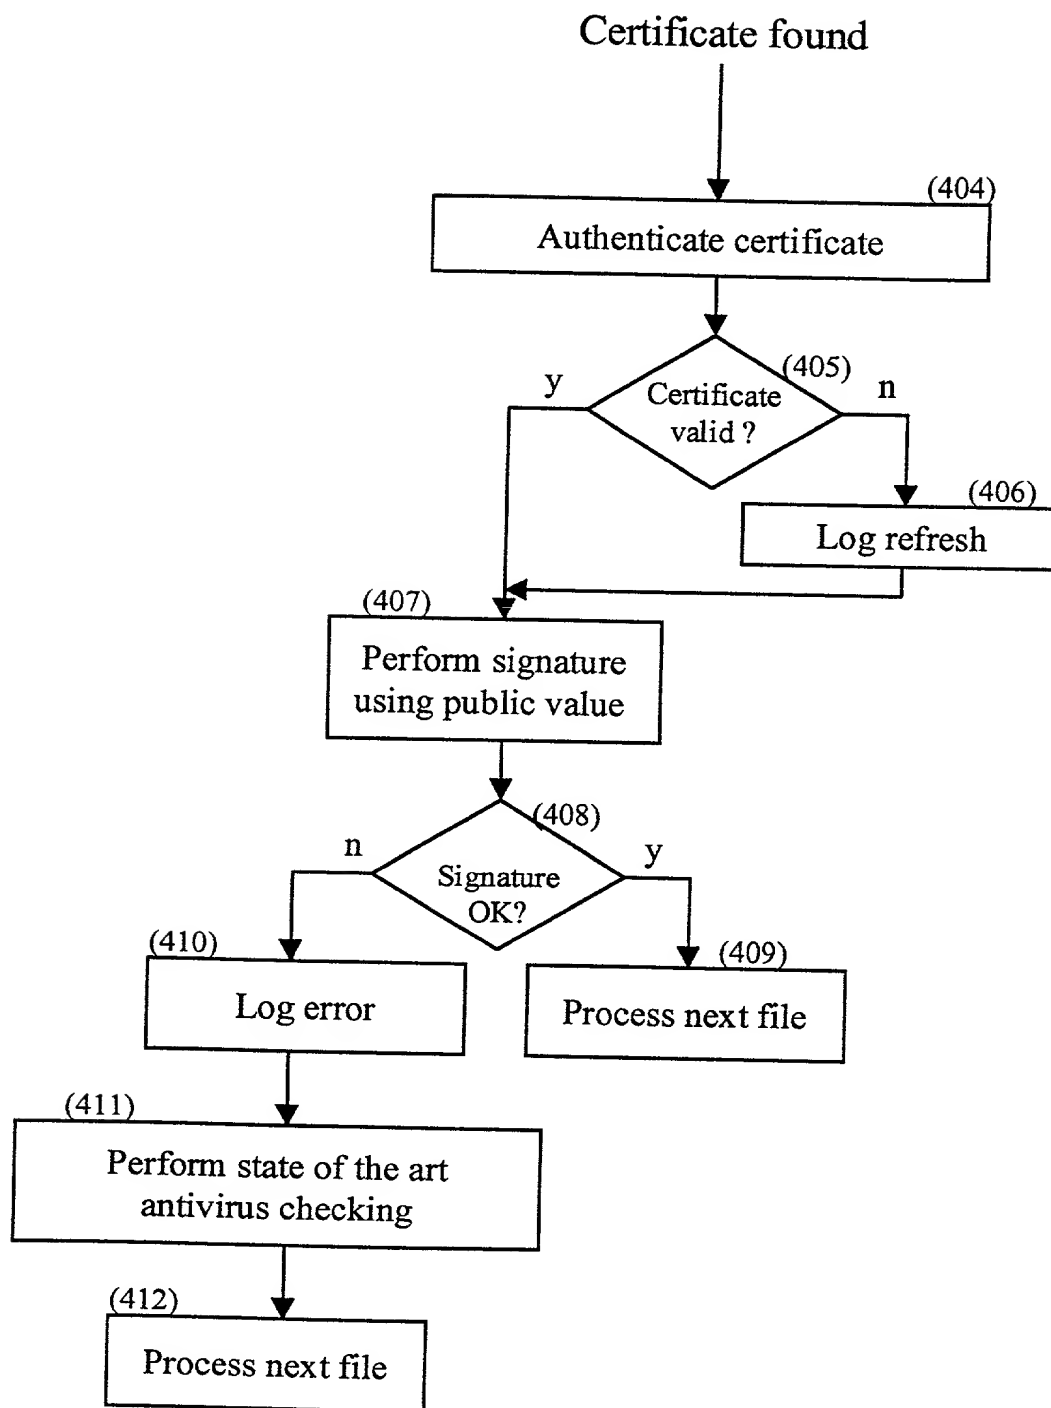 Certificate found
(404)
Authenticate certificate
(405)
y
n
Certificate
valid ?
(406)
Log refresh
(407)
Perform signature
using public value
(408)
n
y
Signature
OK?
(410)
(409)
Log error
Process next file
(411)
Perform state of the art
antivirus checking
(412)
Process next file